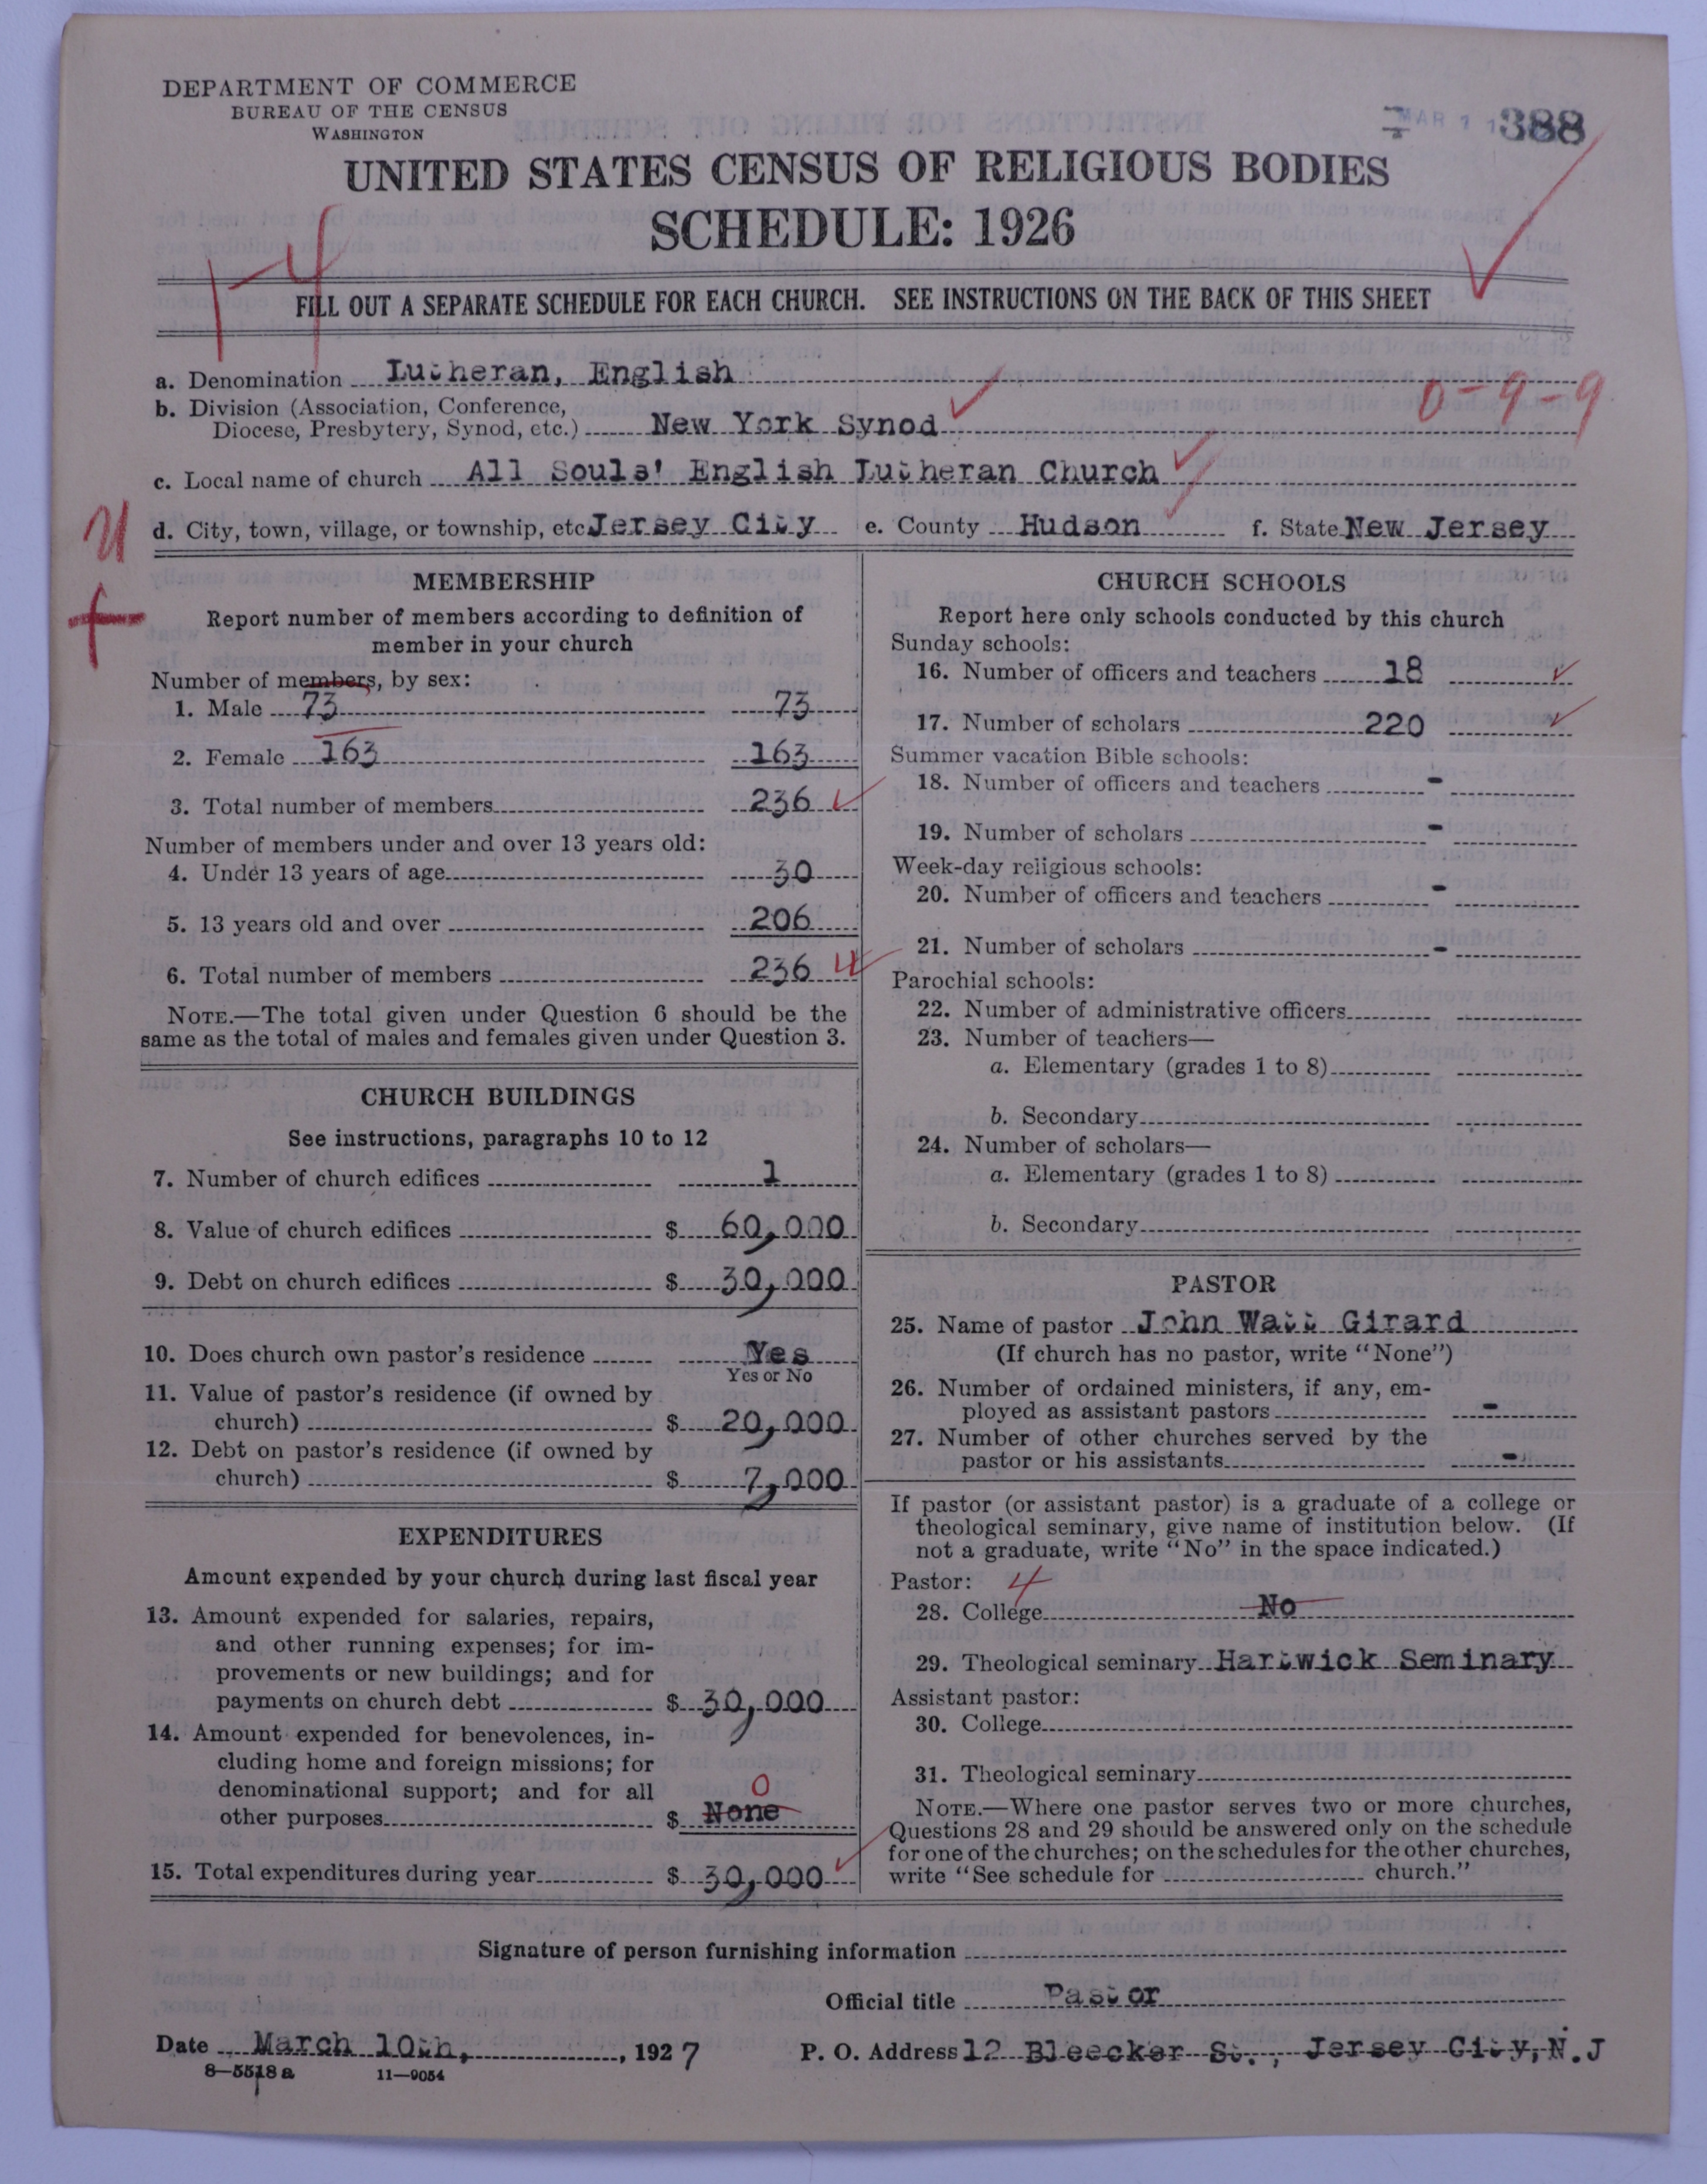 DEPARTMENT OF COMMERCE
BUREAU OF THE CENSUS
WASHINGTON
MAR 388
UNITED STATES CENSUS OF RELIGIOUS BODIES
SCHEDULE: 1926
1-4
FILL OUT A SEPARATE SCHEDULE FOR EACH CHURCH. SEE INSTRUCTIONS ON THE BACK OF THIS SHEET
a. Denomination Lutheran, English
0-9-9
b. Division (Association, Conference,
Diocese, Presbytery, Synod, etc.) New York Synod
c. Local name of church All Souls' English Lutheran Church
d. City, town, village, or township, etc Jersey City e. County Hudson f. State New Jersey
MEMBERSHIP
Report number of members according to definition of
member in your church
Number of members, by sex:
1. Male 73 73
2. Female 163 163
3. Total number of members 236
Number of members under and over 13 years old:
4. Under 13 years of age 30
5. 13 years old and over 206
6. Total number of members 236
NOTE.—The total given under Question 6 should be the
same as the total of males and females given under Question 3.
CHURCH BUILDINGS
See instructions, paragraphs 10 to 12
7. Number of church edifices 1
8. Value of church edifices $ 60,000
9. Debt on church edifices $ 30,000
10. Does church own pastor's residence Yes
Yes or No
11. Value of pastor's residence (if owned by
church) $ 20,000
12. Debt on pastor's residence (if owned by
church) $ 7,000
EXPENDITURES
Amount expended by your church during last fiscal year
13. Amount expended for salaries, repairs,
and other running expenses; for im-
provements or new buildings; and for
payments on church debt $ 30,000
14. Amount expended for benevolences, in-
cluding home and foreign missions; for
denominational support; and for all
0
other purposes $ None
15. Total expenditures during year $ 30,000
CHURCH SCHOOLS
Report here only schools conducted by this church
Sunday schools:
16. Number of officers and teachers 18
17. Number of scholars 220
Summer vacation Bible schools:
18. Number of officers and teachers -
19. Number of scholars -
Week-day religious schools:
20. Number of officers and teachers -
21. Number of scholars -
Parochial schools:
22. Number of administrative officers
23. Number of teachers—
a. Elementary (grades 1 to 8)
b. Secondary
24. Number of scholars—
a. Elementary (grades 1 to 8)
b. Secondary
PASTOR
25. Name of pastor John Watt Girard
(If church has no pastor, write "None")
26. Number of ordained ministers, if any, em-
ployed as assistant pastors -
27. Number of other churches served by the
pastor or his assistants -
If pastor (or assistant pastor) is a graduate of a college or
theological seminary, give name of institution below. (If
not a graduate, write "No" in the space indicated.)
Pastor: 4
28. College No
29. Theological seminary Hartwick Seminary
Assistant pastor:
30. College
31. Theological seminary
NOTE.—Where one pastor serves two or more churches,
Questions 28 and 29 should be answered only on the schedule
for one of the churches; on the schedules for the other churches,
write "See schedule for church."
Signature of person furnishing information
Official title Pastor
Date March 10th, , 1927 P. O. Address 12 Bleecker St., Jersey City, N.J
8-5518 a 11-9054